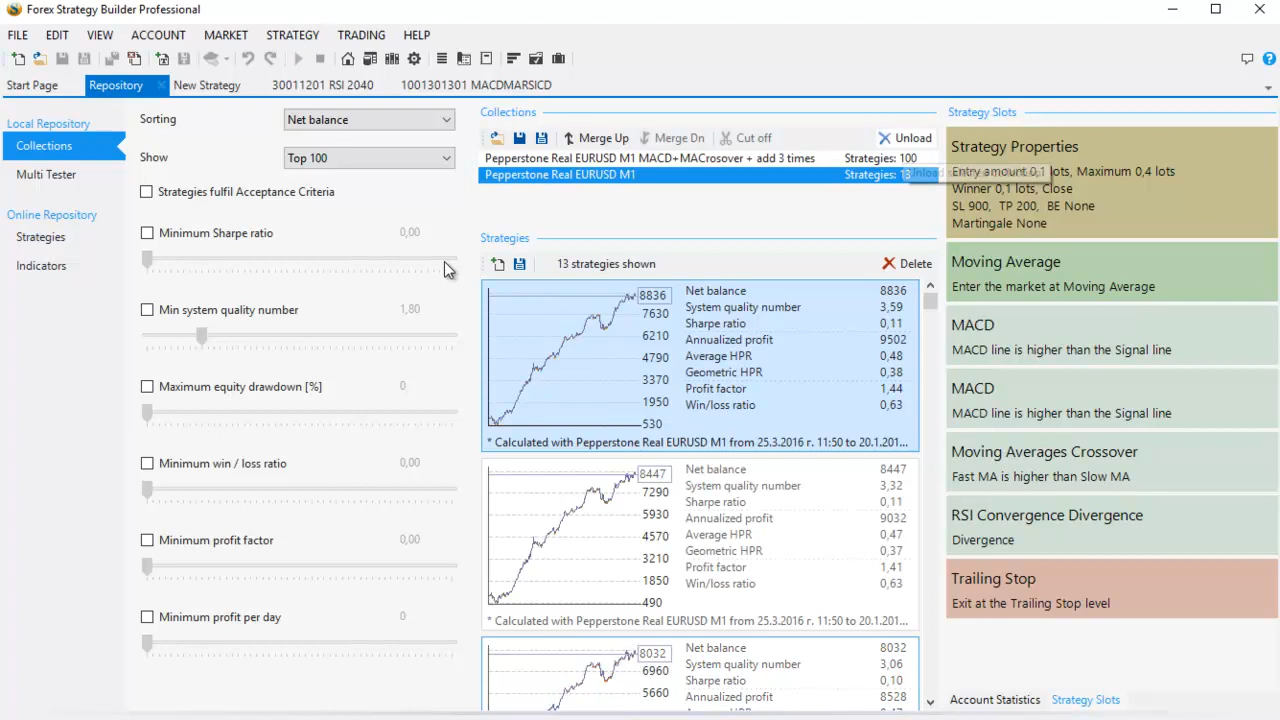 Forex Strategy Builder Professional
FILE EDIT VIEW ACCOUNT MARKET STRATEGY TRADING HELP
Start Page Repository New Strategy 30011201 RSI 2040 1001301301 MACDMARSICD
Local Repository
Collections
Multi Tester
Online Repository
Strategies
Indicators
Sorting Net balance
Show Top 100
Strategies fulfil Acceptance Criteria
Minimum Sharpe ratio 0,00
Min system quality number 1,80
Maximum equity drawdown [%] 0
Minimum win / loss ratio 0,00
Minimum profit factor 0,00
Minimum profit per day 0
Collections
Merge Up Merge Dn Cut off Unload
Pepperstone Real EURUSD M1 MACD+MACrosover + add 3 times Strategies: 100
Pepperstone Real EURUSD M1 Strategies: 13
Strategies
13 strategies shown Delete
8836
7630
6210
4790
3370
1950
530
Net balance 8836
System quality number 3,59
Sharpe ratio 0,11
Annualized profit 9502
Average HPR 0,48
Geometric HPR 0,38
Profit factor 1,44
Win/loss ratio 0,63
* Calculated with Pepperstone Real EURUSD M1 from 25.3.2016 г. 11:50 to 20.1.201...
8447
7290
5930
4570
3210
1850
490
Net balance 8447
System quality number 3,32
Sharpe ratio 0,11
Annualized profit 9032
Average HPR 0,47
Geometric HPR 0,37
Profit factor 1,41
Win/loss ratio 0,63
* Calculated with Pepperstone Real EURUSD M1 from 25.3.2016 г. 11:50 to 20.1.201...
8032
6960
5660
Net balance 8032
System quality number 3,06
Sharpe ratio 0,10
Annualized profit 8528
Strategy Slots
Strategy Properties
Entry amount 0,1 lots, Maximum 0,4 lots
Winner 0,1 lots, Close
SL 900, TP 200, BE None
Martingale None
Moving Average
Enter the market at Moving Average
MACD
MACD line is higher than the Signal line
MACD
MACD line is higher than the Signal line
Moving Averages Crossover
Fast MA is higher than Slow MA
RSI Convergence Divergence
Divergence
Trailing Stop
Exit at the Trailing Stop level
Account Statistics Strategy Slots